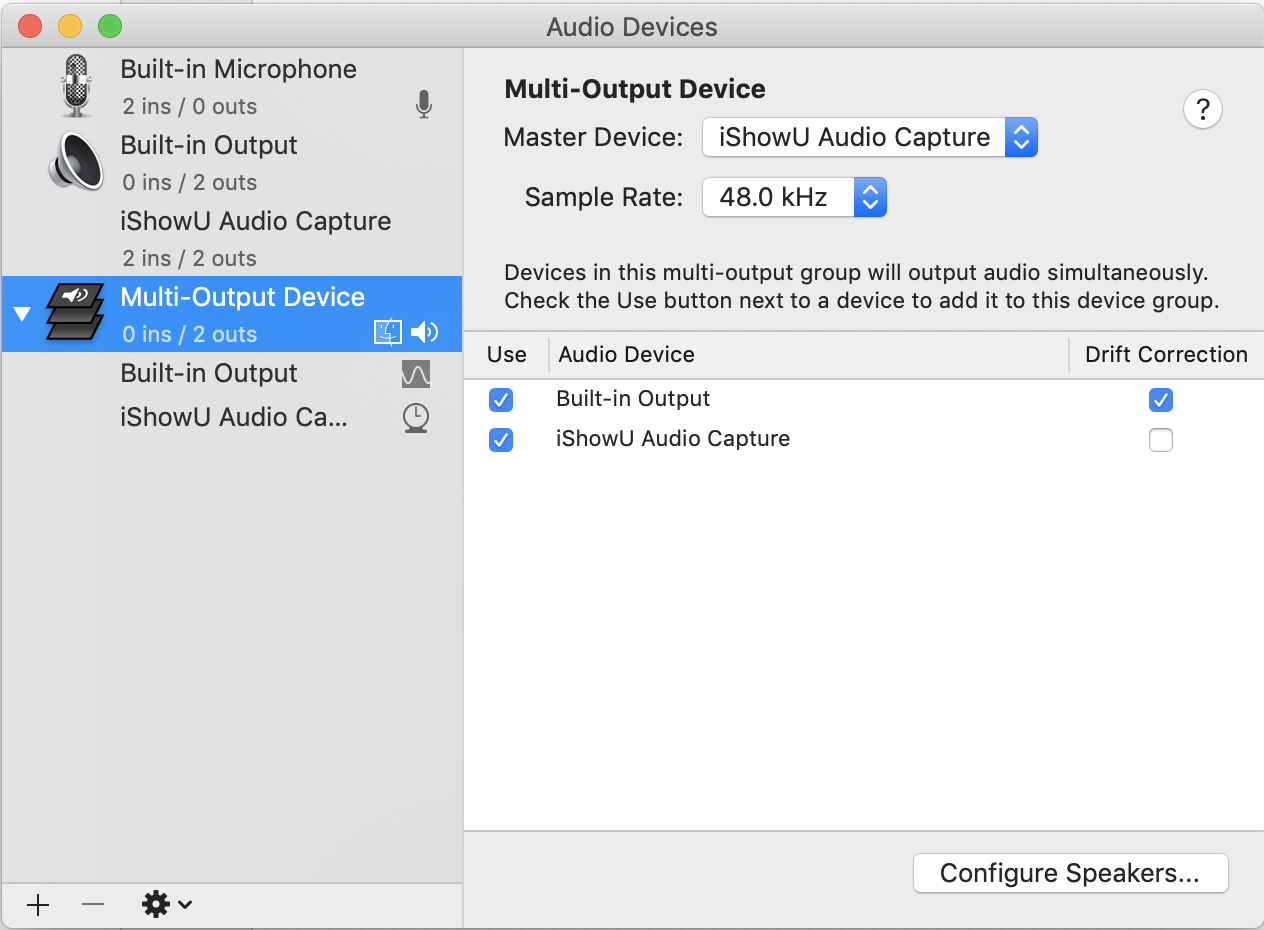 Audio Devices
Built-in Microphone
2 ins / 0 outs
Built-in Output
0 ins / 2 outs
iShowU Audio Capture
2 ins / 2 outs
Multi-Output Device
0 ins / 2 outs
Built-in Output
iShowU Audio Ca...
Multi-Output Device
?
Master Device: iShowU Audio Capture
Sample Rate: 48.0 kHz
Devices in this multi-output group will output audio simultaneously.
Check the Use button next to a device to add it to this device group.
Use Audio Device Drift Correction
Built-in Output
iShowU Audio Capture
Configure Speakers...